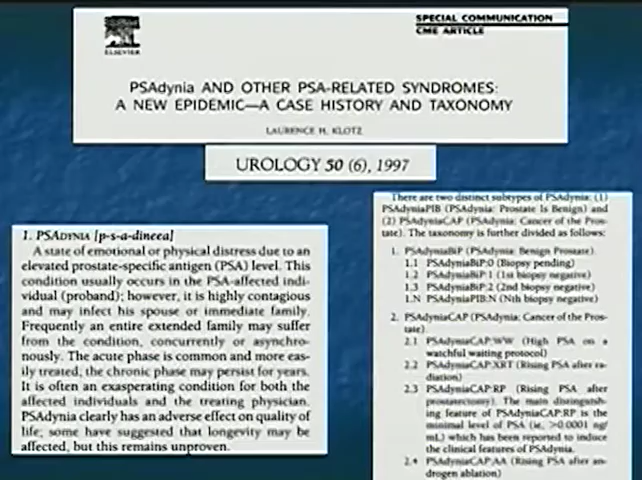 ELSEVIER
SPECIAL COMMUNICATION
CME ARTICLE
PSAdynia AND OTHER PSA-RELATED SYNDROMES:
A NEW EPIDEMIC—A CASE HISTORY AND TAXONOMY
LAURENCE H. KLOTZ
UROLOGY 50 (6), 1997
1. PSADYNIA [p-s-a-dineea]
A state of emotional or physical distress due to an
elevated prostate-specific antigen (PSA) level. This
condition usually occurs in the PSA-affected indi-
vidual (proband); however, it is highly contagious
and may infect his spouse or immediate family.
Frequently an entire extended family may suffer
from the condition, concurrently or asynchro-
nously. The acute phase is common and more eas-
ily treated; the chronic phase may persist for years.
It is often an exasperating condition for both the
affected individuals and the treating physician.
PSAdynia clearly has an adverse effect on quality of
life; some have suggested that longevity may be
affected, but this remains unproven.
There are two distinct subtypes of PSAdynia: (1)
PSAdyniaPIB (PSAdynia: Prostate Is Benign) and
(2) PSAdyniaCAP (PSAdynia: Cancer of the Pros-
tate). The taxonomy is further divided as follows:
1. PSAdyniaBiP (PSAdynia: Benign Prostate)
1.1 PSAdyniaBiP:0 (Biopsy pending)
1.2 PSAdyniaBiP:1 (1st biopsy negative)
1.3 PSAdyniaBiP:2 (2nd biopsy negative)
1.N PSAdyniaPIB:N (Nth biopsy negative)
2. PSAdyniaCAP (PSAdynia: Cancer of the Pros-
tate)
2.1 PSAdyniaCAP:WW (High PSA on a
watchful waiting protocol)
2.2 PSAdyniaCAP:XRT (Rising PSA after ra-
diation)
2.3 PSAdyniaCAP:RP (Rising PSA after
prostatectomy). The main distinguish-
ing feature of PSAdyniaCAP:RP is the
minimal level of PSA (ie, >0.0001 ng/
mL) which has been reported to induce
the clinical features of PSAdynia.
2.4 PSAdyniaCAP:AA (Rising PSA after an-
drogen ablation)